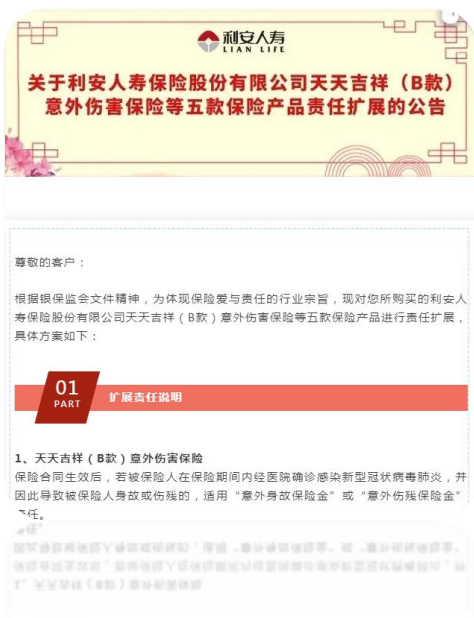 利安人寿
LIAN LIFE
关于利安人寿保险股份有限公司天天吉祥（B款）
意外伤害保险等五款保险产品责任扩展的公告
尊敬的客户：
根据银保监会文件精神，为体现保险爱与责任的行业宗旨，现对您所购买的利安人
寿保险股份有限公司天天吉祥（B款）意外伤害保险等五款保险产品进行责任扩展，
具体方案如下：
01
PART
扩展责任说明
1、天天吉祥（B款）意外伤害保险
保险合同生效后，若被保险人在保险期间内经医院确诊感染新型冠状病毒肺炎，并
因此导致被保险人身故或伤残的，适用“意外身故保险金”或“意外伤残保险金”
责任。